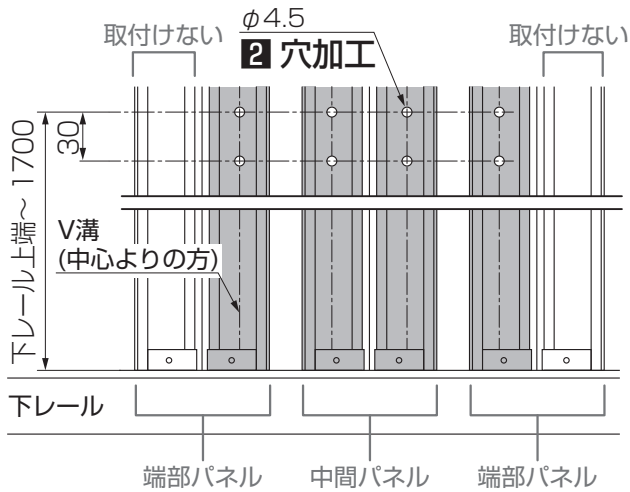 φ4.5
取付けない
2 穴加工
取付けない
30
下レール上端～1700
V溝
(中心よりの方)
下レール
端部パネル
中間パネル
端部パネル